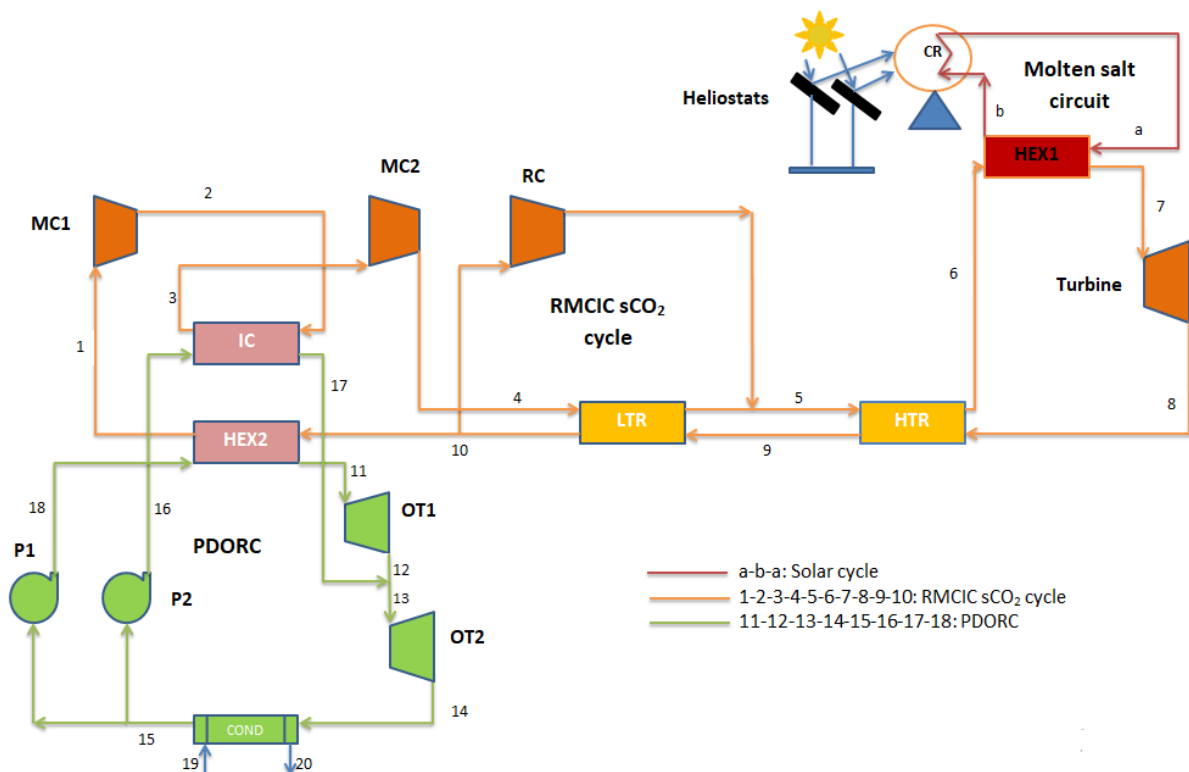 CR
Heliostats
Molten salt
circuit
b
a
HEX1
MC2
RC
2
MC1
7
3
6
Turbine
RMCIC sCO₂
cycle
IC
1
17
4
5
8
LTR
HTR
HEX2
10
9
11
18
16
OT1
PDORC
P1
12
a-b-a: Solar cycle
P2
13
1-2-3-4-5-6-7-8-9-10: RMCIC sCO₂ cycle
11-12-13-14-15-16-17-18: PDORC
OT2
14
COND
15
19
20